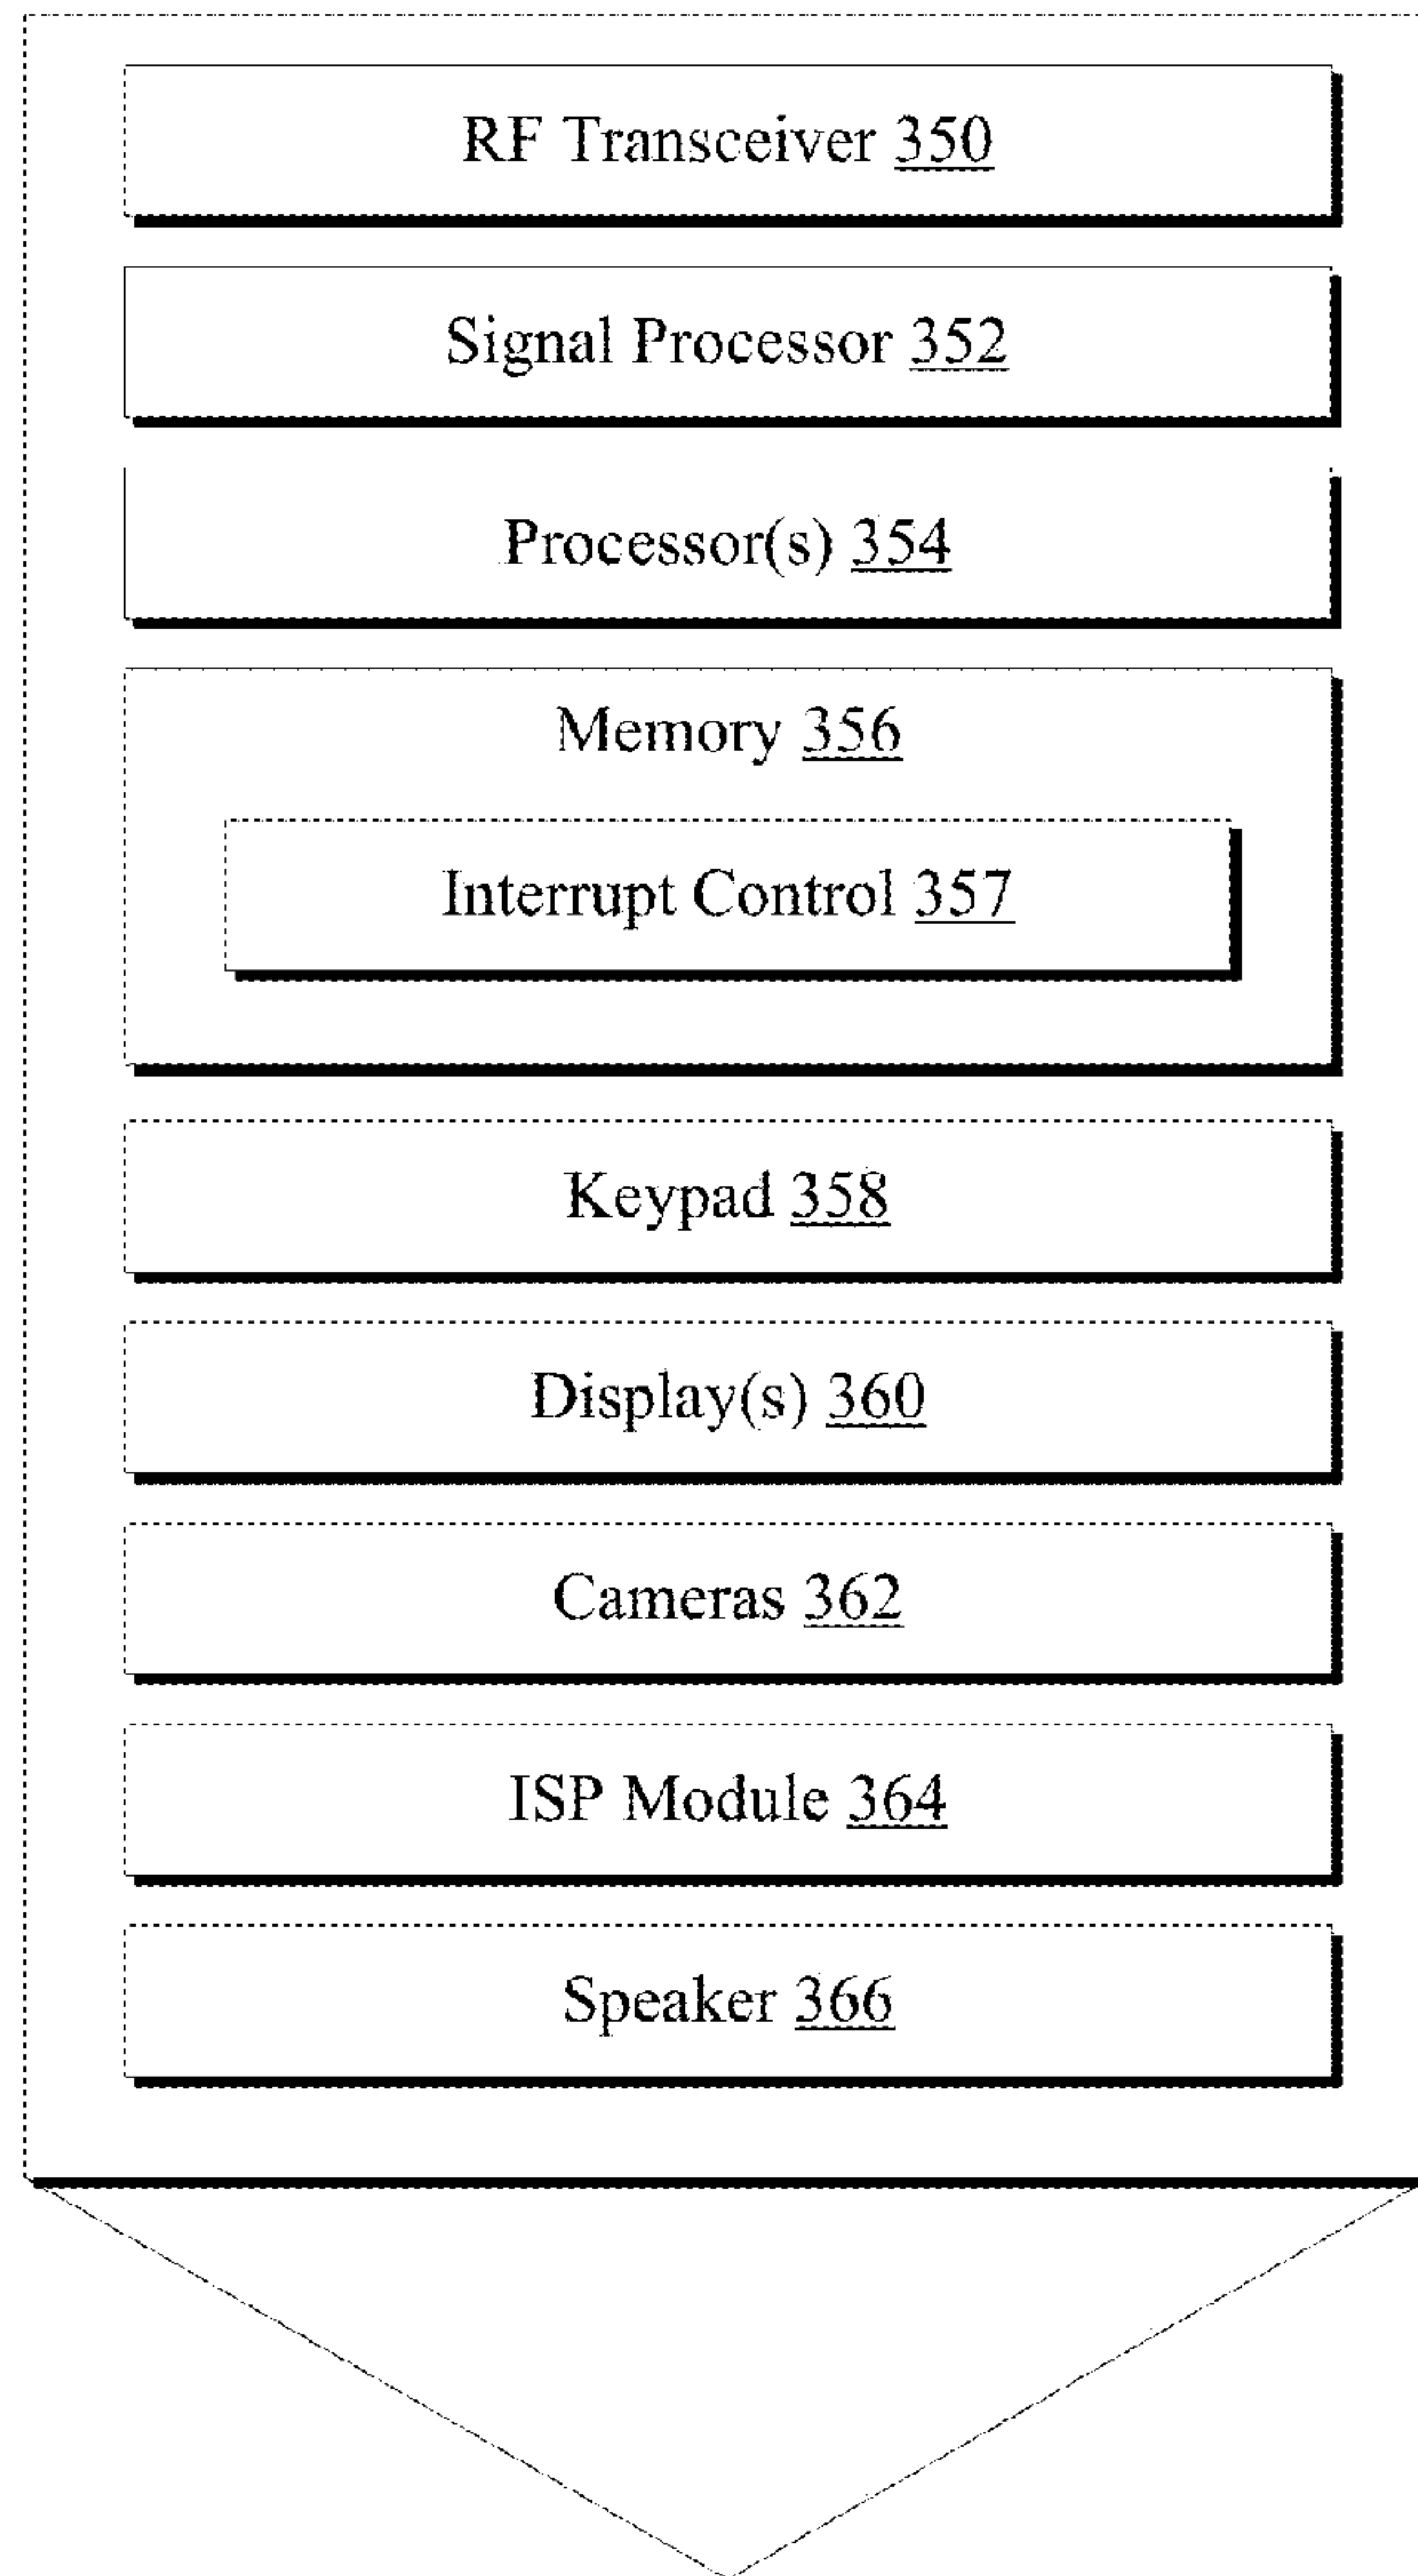 RF Transceiver 350
Signal Processor 352
Processor(s) 354
Memory 356
Interrupt Control 357
Keypad 358
Display(s) 360
Cameras 362
ISP Module 364
Speaker 366